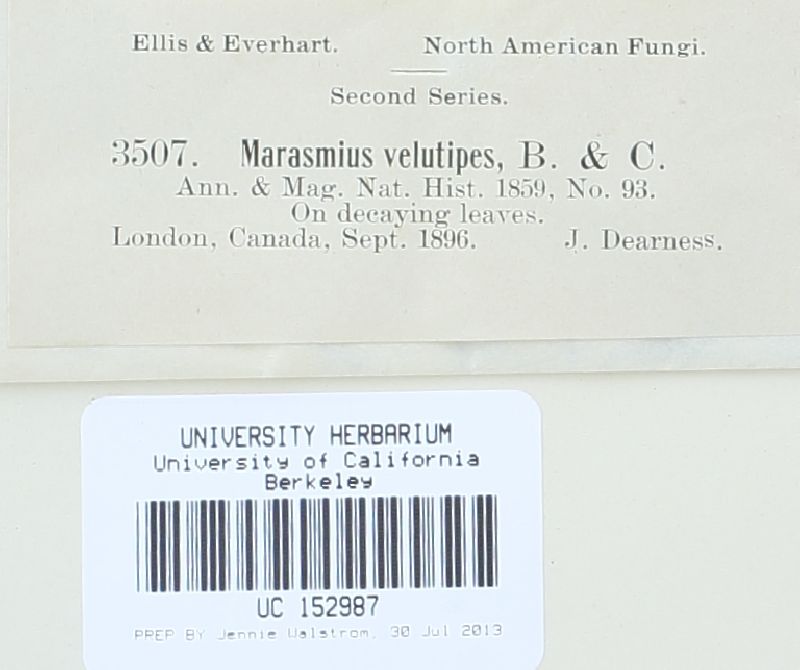 Ellis & Everhart. North American Fungi.
Second Series.
3507. Marasmius velutipes, B. & C.
Ann. & Mag. Nat. Hist. 1859, No. 93.
On decaying leaves.
London, Canada, Sept. 1896. J. Dearness.
UNIVERSITY HERBARIUM
University of California
Berkeley
UC 152987
PREP BY Jennie Walstrom, 30 Jul 2013